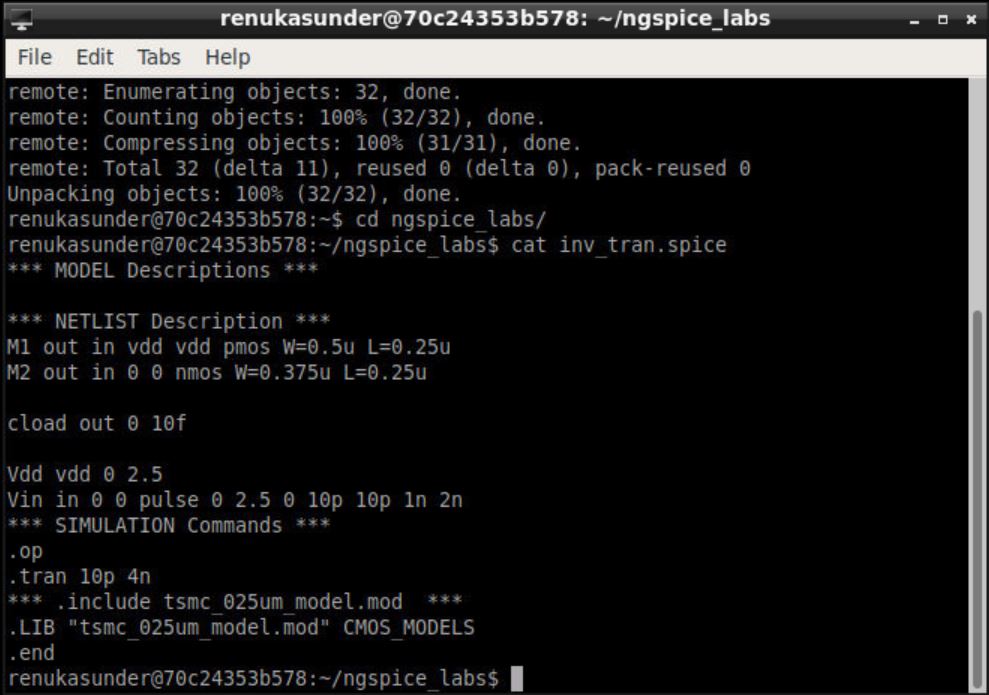 renukasunder@70c24353b578: ~/ngspice_labs
File Edit Tabs Help
remote: Enumerating objects: 32, done.
remote: Counting objects: 100% (32/32), done.
remote: Compressing objects: 100% (31/31), done.
remote: Total 32 (delta 11), reused 0 (delta 0), pack-reused 0
Unpacking objects: 100% (32/32), done.
renukasunder@70c24353b578:~$ cd ngspice_labs/
renukasunder@70c24353b578:~/ngspice_labs$ cat inv_tran.spice
*** MODEL Descriptions ***
*** NETLIST Description ***
M1 out in vdd vdd pmos W=0.5u L=0.25u
M2 out in 0 0 nmos W=0.375u L=0.25u
cload out 0 10f
Vdd vdd 0 2.5
Vin in 0 0 pulse 0 2.5 0 10p 10p 1n 2n
*** SIMULATION Commands ***
.op
.tran 10p 4n
*** .include tsmc_025um_model.mod  ***
.LIB "tsmc_025um_model.mod" CMOS_MODELS
.end
renukasunder@70c24353b578:~/ngspice_labs$